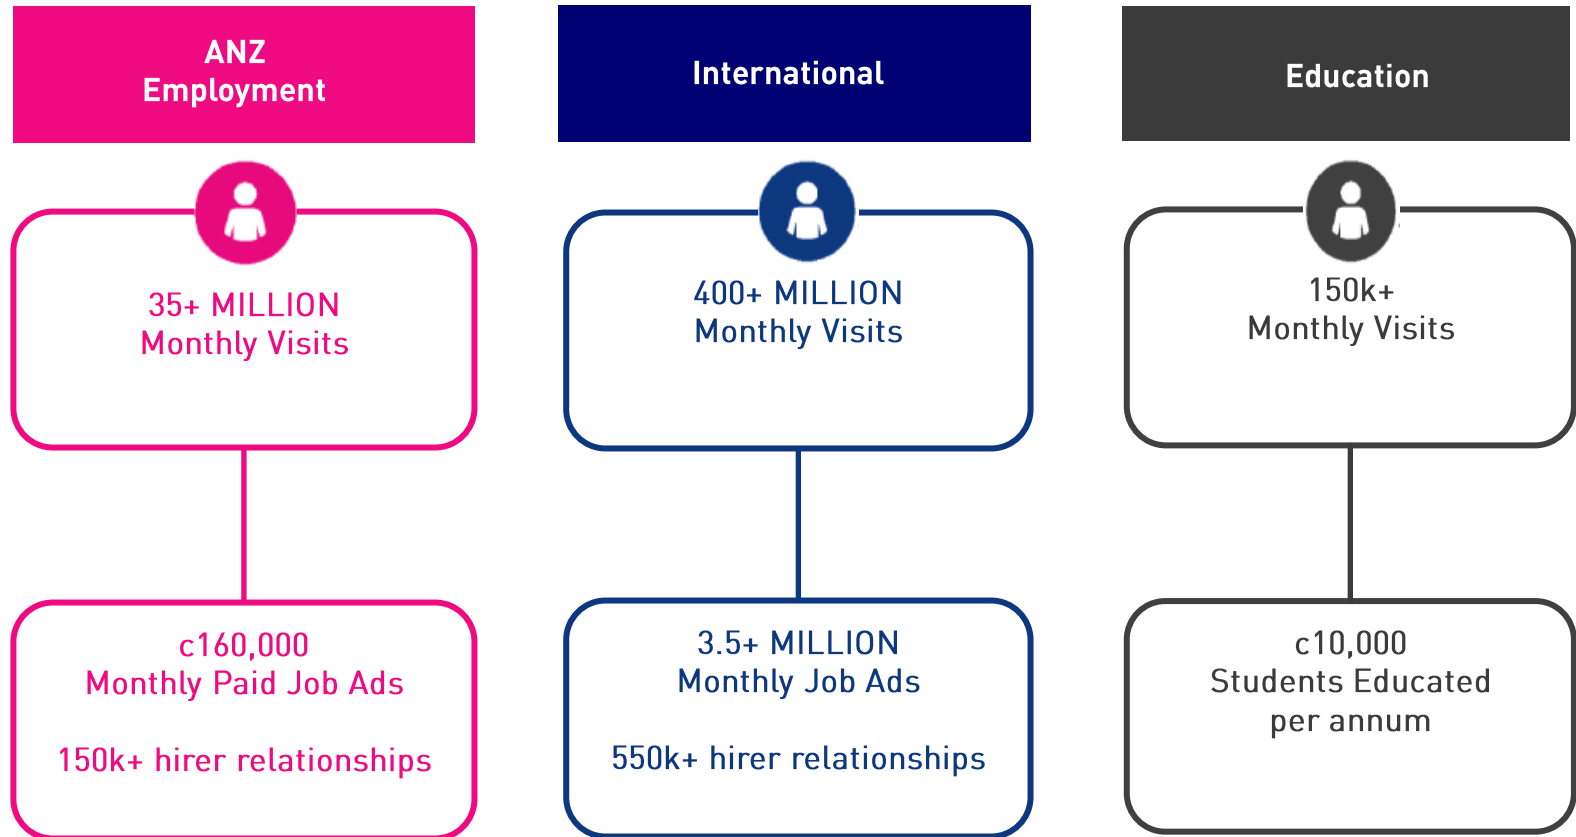 ANZ
Employment
35+ MILLION
Monthly Visits
c160,000
Monthly Paid Job Ads
150k+ hirer relationships
International
400+ MILLION
Monthly Visits
3.5+ MILLION
Monthly Job Ads
550k+ hirer relationships
Education
150k+
Monthly Visits
c10,000
Students Educated
per annum